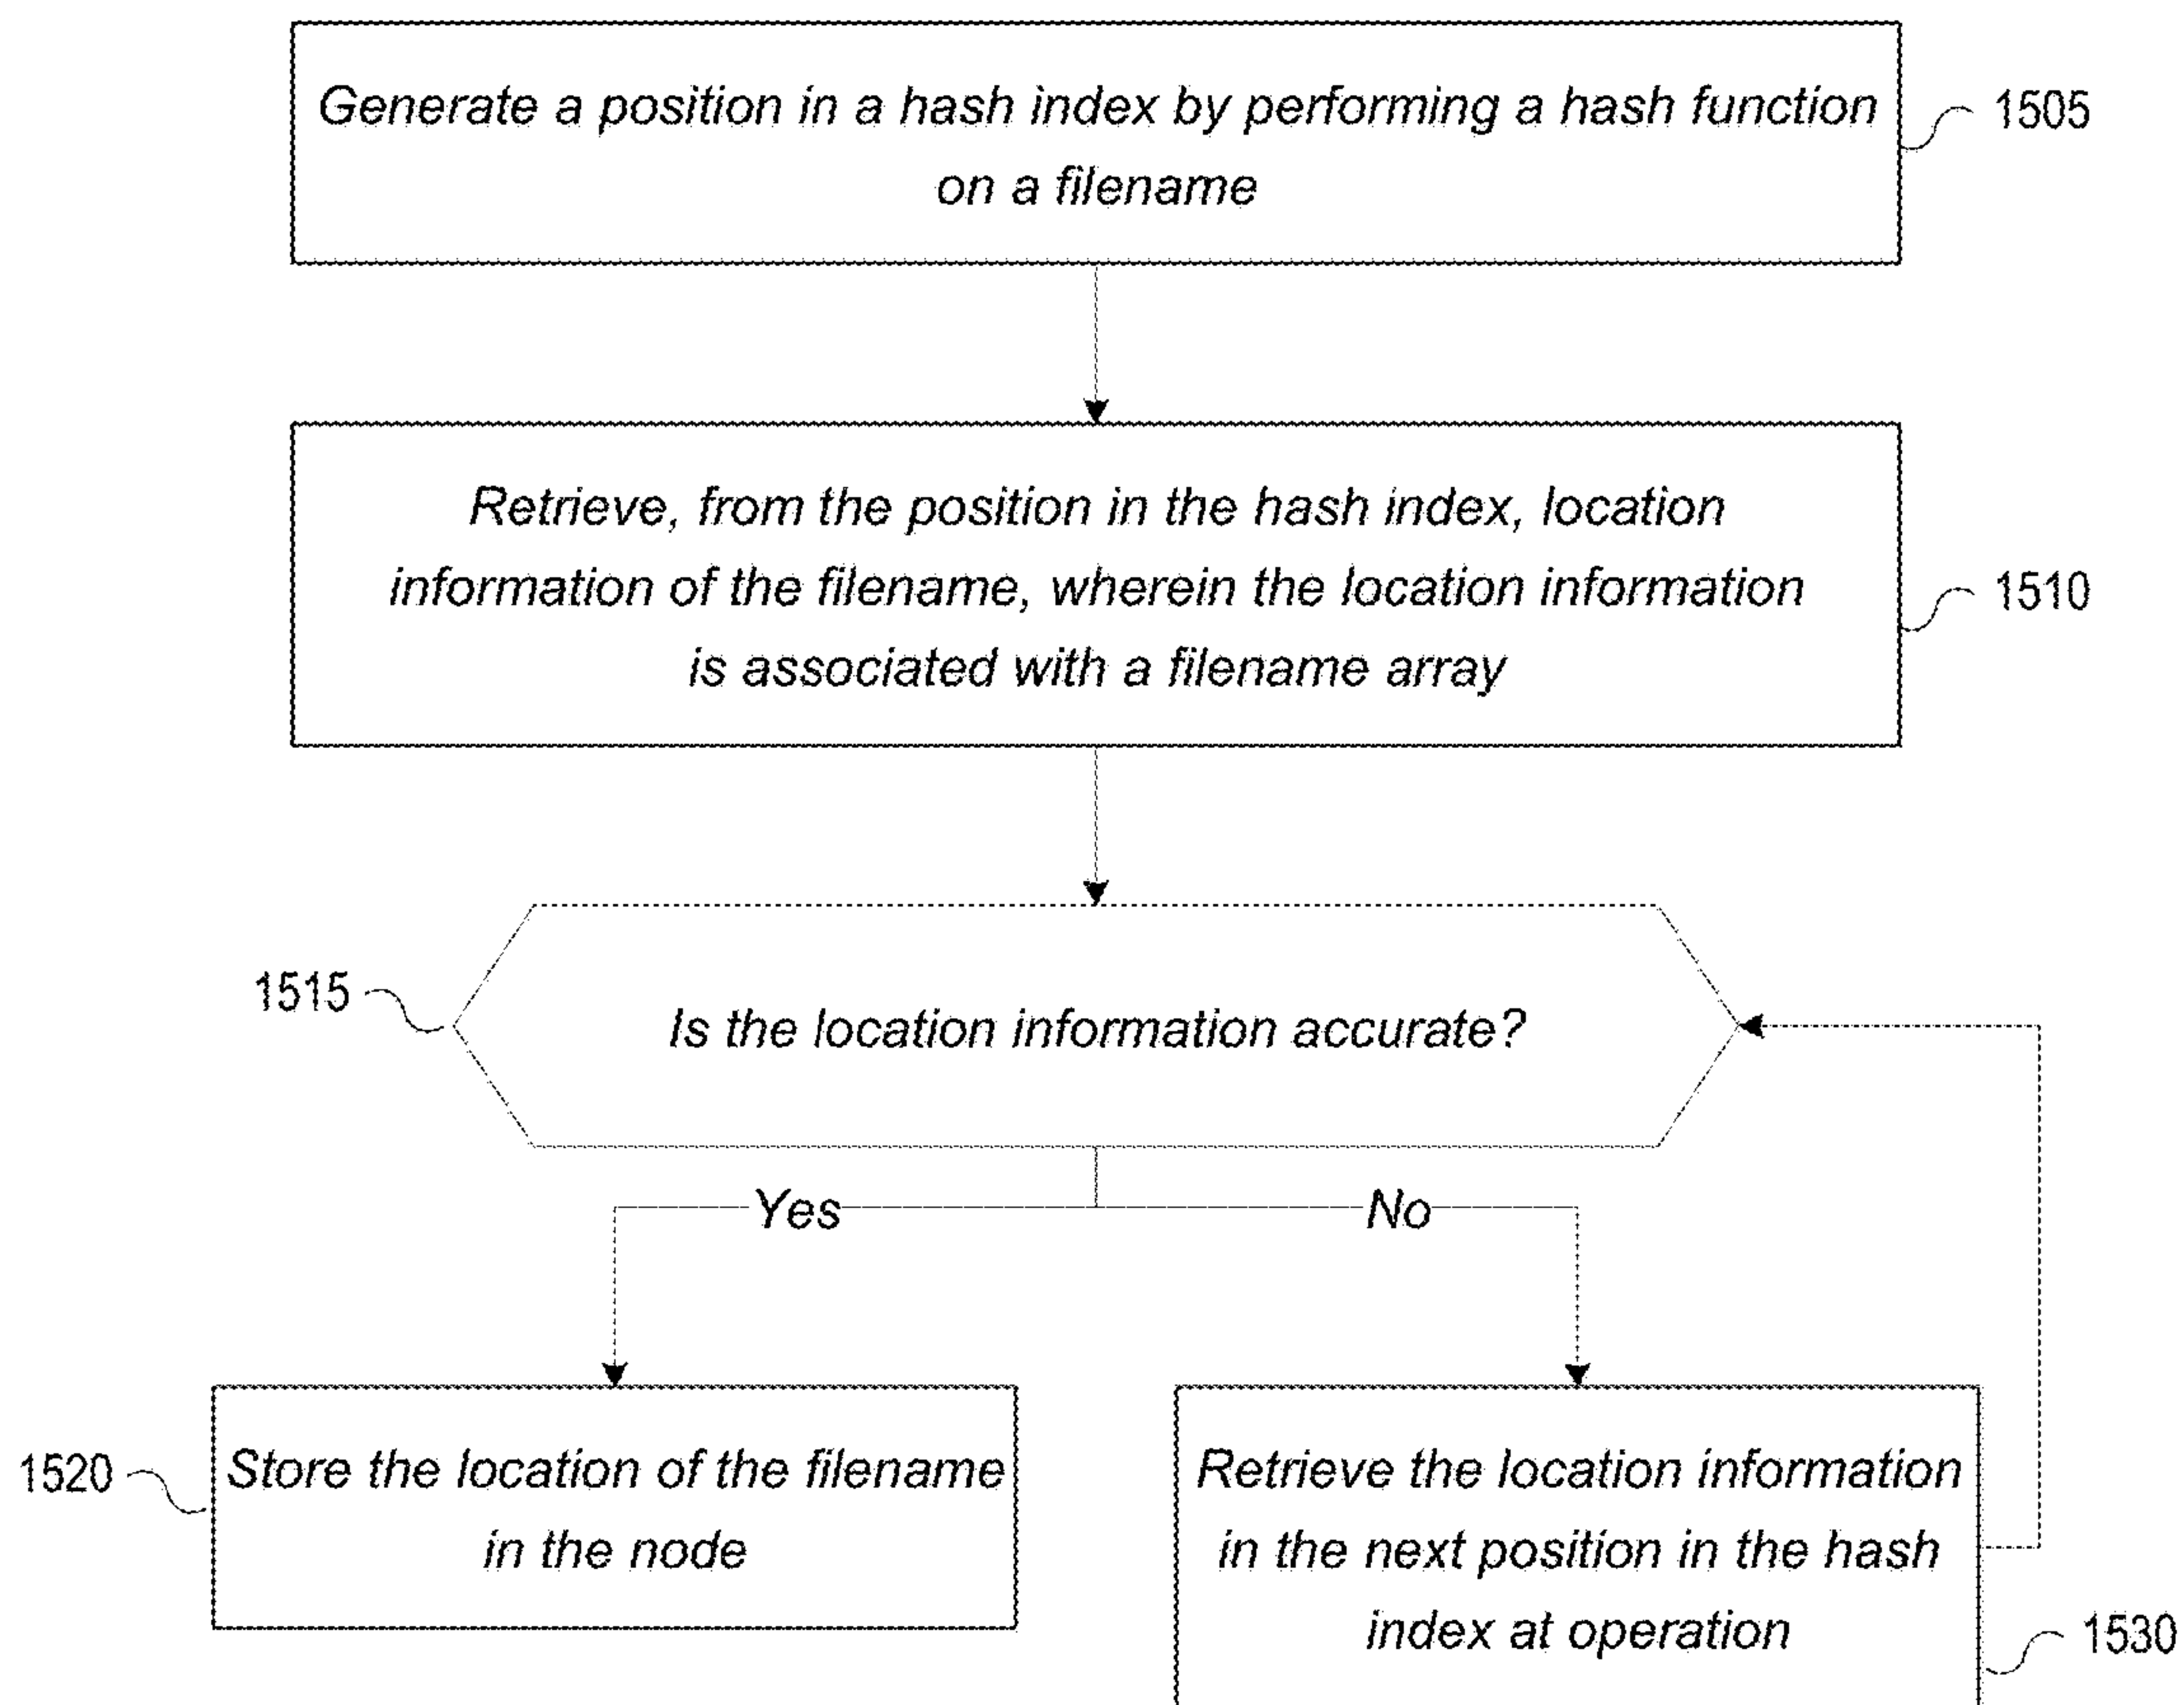 Generate a position in a hash index by performing a hash function
on a filename
1505
Retrieve, from the position in the hash index, location
information of the filename, wherein the location information
is associated with a filename array
1510
1515
Is the location information accurate?
Yes
No
1520
Store the location of the filename
in the node
Retrieve the location information
in the next position in the hash
index at operation
1530